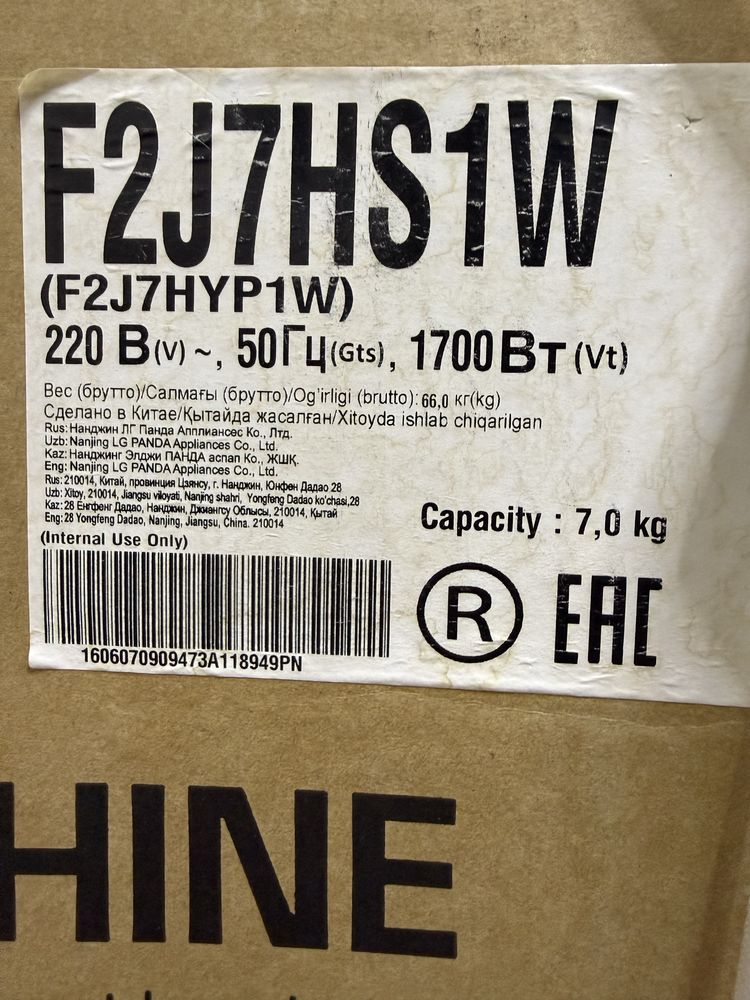 F2J7HS1W
(F2J7HYP1W)
220 В(V) ~, 50Гц(Gts), 1700Вт(Vt)
Вес (брутто)/Салмағы (брутто)/Og'irligi (brutto): 66,0 кг(kg)
Сделано в Китае/Қытайда жасалған/Xitoyda ishlab chiqarilgan
Rus: Нанджин ЛГ Панда Апплиансес Ко., Лтд.
Uzb: Nanjing LG PANDA Appliances Co., Ltd.
Kaz: Нанджинг Элджи ПАНДА аспап Ко., ЖШҚ.
Eng: Nanjing LG PANDA Appliances Co., Ltd.
Rus: 210014, Китай, провинция Цзянсу, г. Нанджин, Юнфен Дадао 28
Uzb: Xitoy, 210014, Jiangsu viloyati, Nanjing shahri, Yongfeng Dadao ko'chasi,28
Kaz: 28 Енгфенг Дадао, Нанджин, Джиангсу Облысы, 210014, Қытай
Eng: 28 Yongfeng Dadao, Nanjing, Jiangsu, China. 210014
Capacity : 7,0 kg
(Internal Use Only)
1606070909473A118949PN
R EAC
HINE